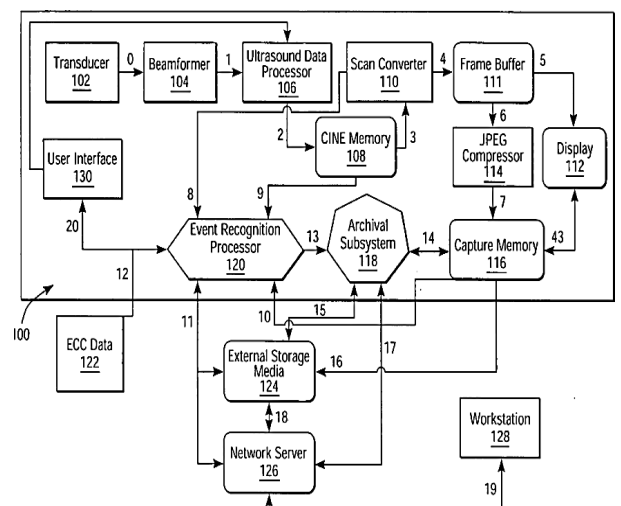 Transducer
102
0
Beamformer
104
1
Ultrasound Data
Processor
106
Scan Converter
110
4
Frame Buffer
111
5
2
CINE Memory
108
3
6
JPEG
Compressor
114
Display
112
User Interface
130
8
9
7
20
Event Recognition
Processor
120
13
Archival
Subsystem
118
14
Capture Memory
116
43
12
100
ECC Data
122
11
10
15
17
External Storage
Media
124
16
18
Network Server
126
Workstation
128
19